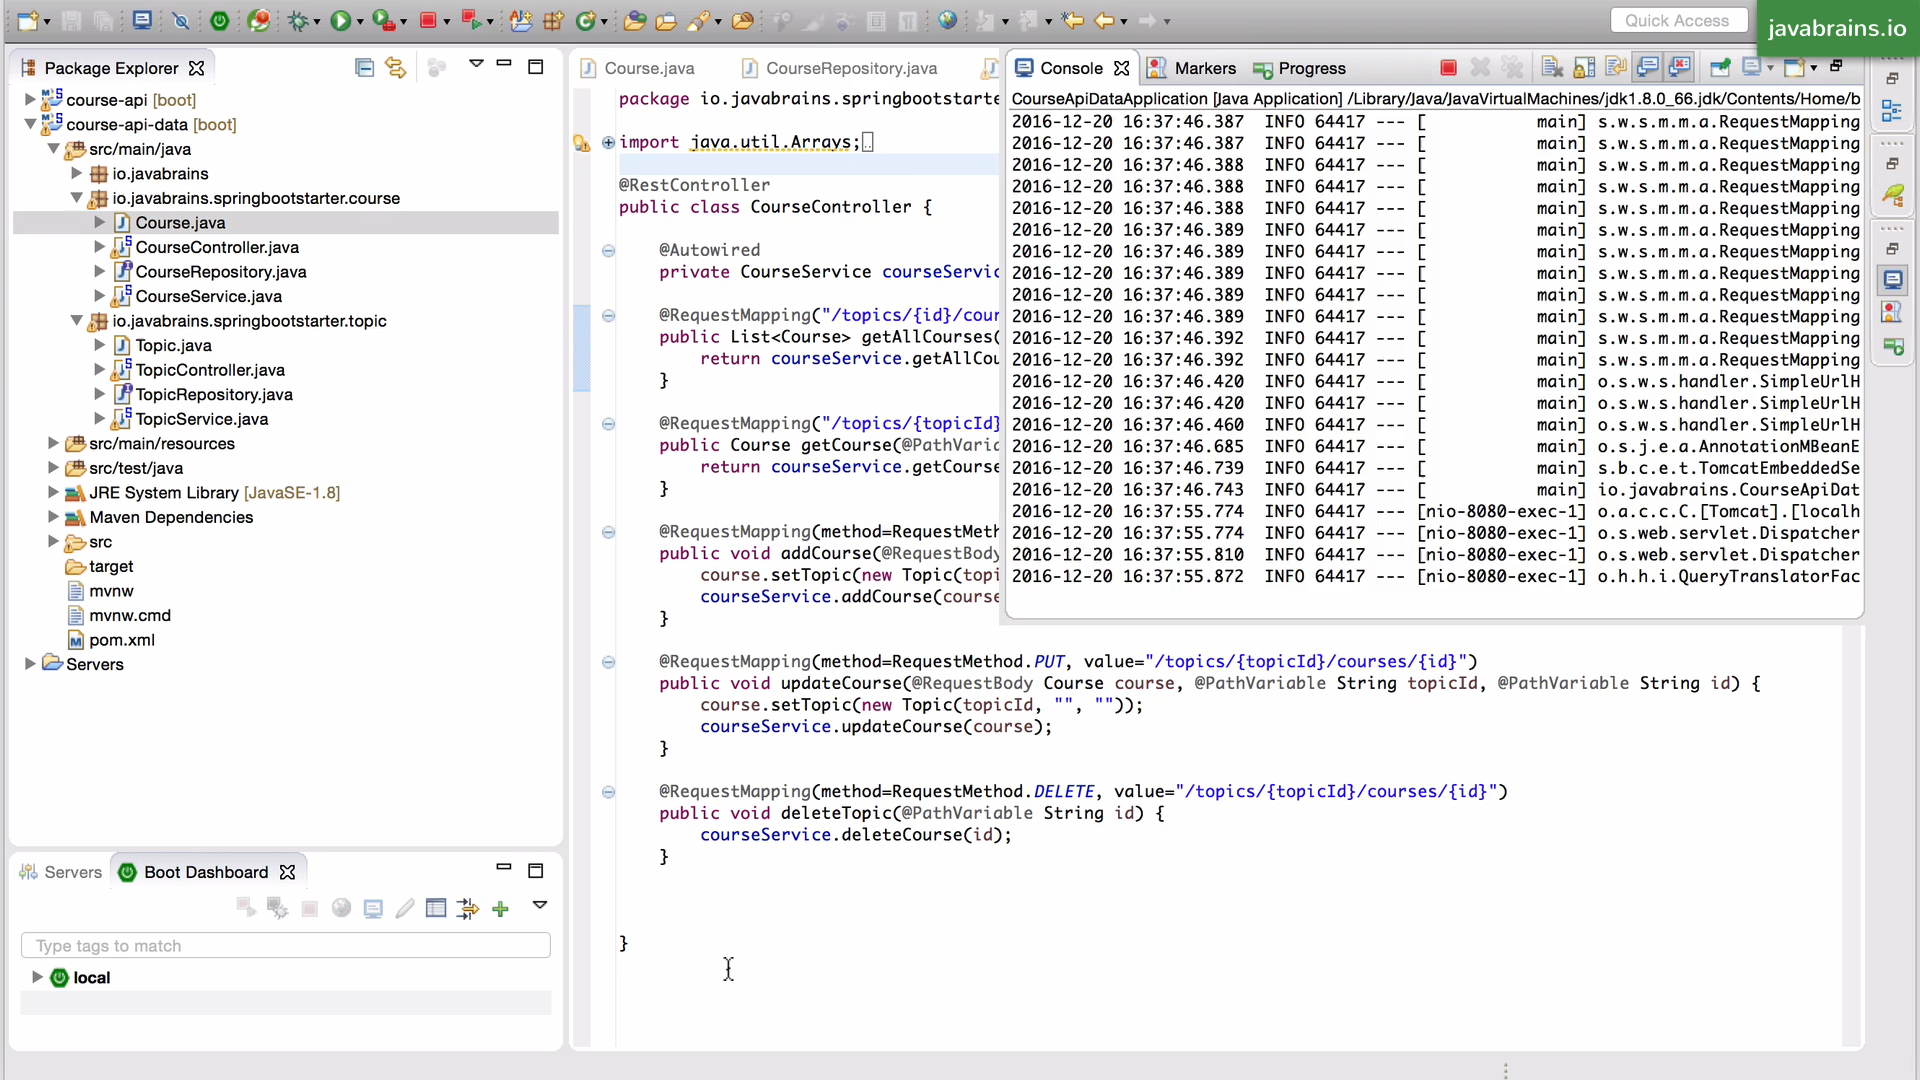 Quick Access
javabrains.io
Package Explorer
course-api [boot]
course-api-data [boot]
src/main/java
io.javabrains
io.javabrains.springbootstarter.course
Course.java
CourseController.java
CourseRepository.java
CourseService.java
io.javabrains.springbootstarter.topic
Topic.java
TopicController.java
TopicRepository.java
TopicService.java
src/main/resources
src/test/java
JRE System Library [JavaSE-1.8]
Maven Dependencies
src
target
mvnw
mvnw.cmd
pom.xml
Servers
Servers
Boot Dashboard
Type tags to match
local
Course.java
CourseRepository.java
package io.javabrains.springbootstarte
import java.util.Arrays;
@RestController
public class CourseController {
@Autowired
private CourseService courseServic
@RequestMapping("/topics/{id}/cour
public List<Course> getAllCourses(
return courseService.getAllCou
}
@RequestMapping("/topics/{topicId}
public Course getCourse(@PathVaria
return courseService.getCourse
}
@RequestMapping(method=RequestMeth
public void addCourse(@RequestBody
course.setTopic(new Topic(topi
courseService.addCourse(course
}
@RequestMapping(method=RequestMethod.PUT, value="/topics/{topicId}/courses/{id}")
public void updateCourse(@RequestBody Course course, @PathVariable String topicId, @PathVariable String id) {
course.setTopic(new Topic(topicId, "", ""));
courseService.updateCourse(course);
}
@RequestMapping(method=RequestMethod.DELETE, value="/topics/{topicId}/courses/{id}")
public void deleteTopic(@PathVariable String id) {
courseService.deleteCourse(id);
}
}
Console
Markers
Progress
CourseApiDataApplication [Java Application] /Library/Java/JavaVirtualMachines/jdk1.8.0_66.jdk/Contents/Home/b
2016-12-20 16:37:46.387 INFO 64417 --- [ main] s.w.s.m.m.a.RequestMapping
2016-12-20 16:37:46.387 INFO 64417 --- [ main] s.w.s.m.m.a.RequestMapping
2016-12-20 16:37:46.388 INFO 64417 --- [ main] s.w.s.m.m.a.RequestMapping
2016-12-20 16:37:46.388 INFO 64417 --- [ main] s.w.s.m.m.a.RequestMapping
2016-12-20 16:37:46.388 INFO 64417 --- [ main] s.w.s.m.m.a.RequestMapping
2016-12-20 16:37:46.389 INFO 64417 --- [ main] s.w.s.m.m.a.RequestMapping
2016-12-20 16:37:46.389 INFO 64417 --- [ main] s.w.s.m.m.a.RequestMapping
2016-12-20 16:37:46.389 INFO 64417 --- [ main] s.w.s.m.m.a.RequestMapping
2016-12-20 16:37:46.389 INFO 64417 --- [ main] s.w.s.m.m.a.RequestMapping
2016-12-20 16:37:46.389 INFO 64417 --- [ main] s.w.s.m.m.a.RequestMapping
2016-12-20 16:37:46.392 INFO 64417 --- [ main] s.w.s.m.m.a.RequestMapping
2016-12-20 16:37:46.392 INFO 64417 --- [ main] s.w.s.m.m.a.RequestMapping
2016-12-20 16:37:46.420 INFO 64417 --- [ main] o.s.w.s.handler.SimpleUrlH
2016-12-20 16:37:46.420 INFO 64417 --- [ main] o.s.w.s.handler.SimpleUrlH
2016-12-20 16:37:46.460 INFO 64417 --- [ main] o.s.w.s.handler.SimpleUrlH
2016-12-20 16:37:46.685 INFO 64417 --- [ main] o.s.j.e.a.AnnotationMBeanE
2016-12-20 16:37:46.739 INFO 64417 --- [ main] s.b.c.e.t.TomcatEmbeddedSe
2016-12-20 16:37:46.743 INFO 64417 --- [ main] io.javabrains.CourseApiDat
2016-12-20 16:37:55.774 INFO 64417 --- [nio-8080-exec-1] o.a.c.c.C.[Tomcat].[localh
2016-12-20 16:37:55.774 INFO 64417 --- [nio-8080-exec-1] o.s.web.servlet.Dispatcher
2016-12-20 16:37:55.810 INFO 64417 --- [nio-8080-exec-1] o.s.web.servlet.Dispatcher
2016-12-20 16:37:55.872 INFO 64417 --- [nio-8080-exec-1] o.h.h.i.QueryTranslatorFac